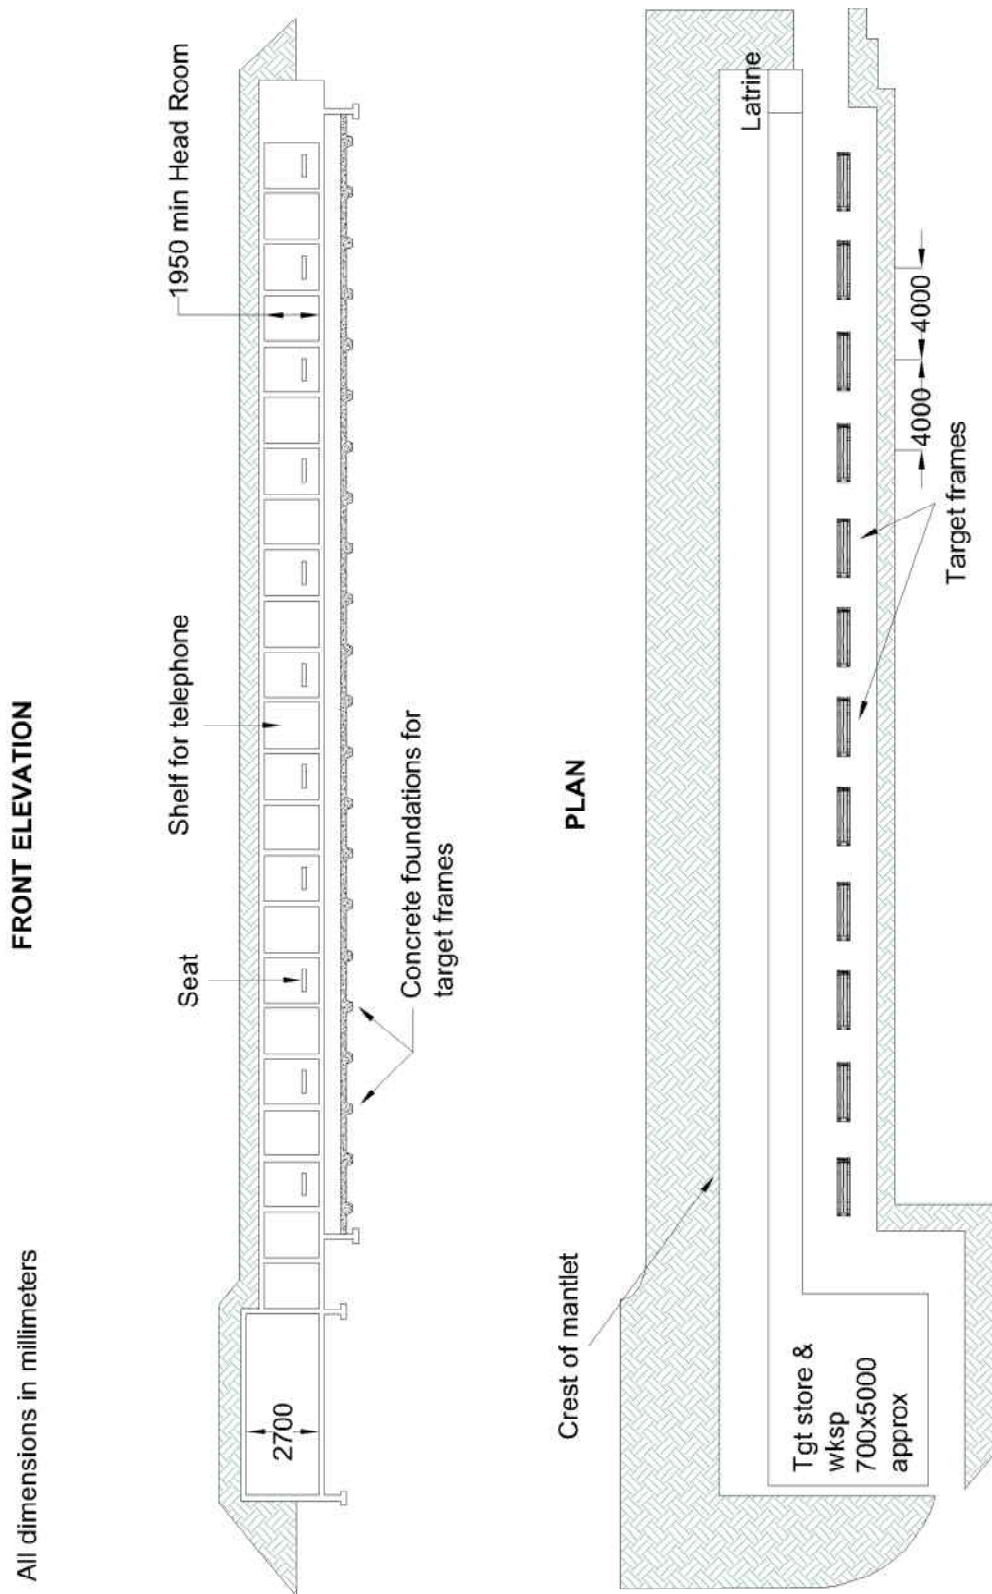 All dimensions in millimeters
FRONT ELEVATION
Seat
Shelf for telephone
1950 min Head Room
2700
Concrete foundations for
target frames
PLAN
Crest of mantlet
Latrine
Tgt store &
wksp
700x5000
approx
4000
4000
Target frames